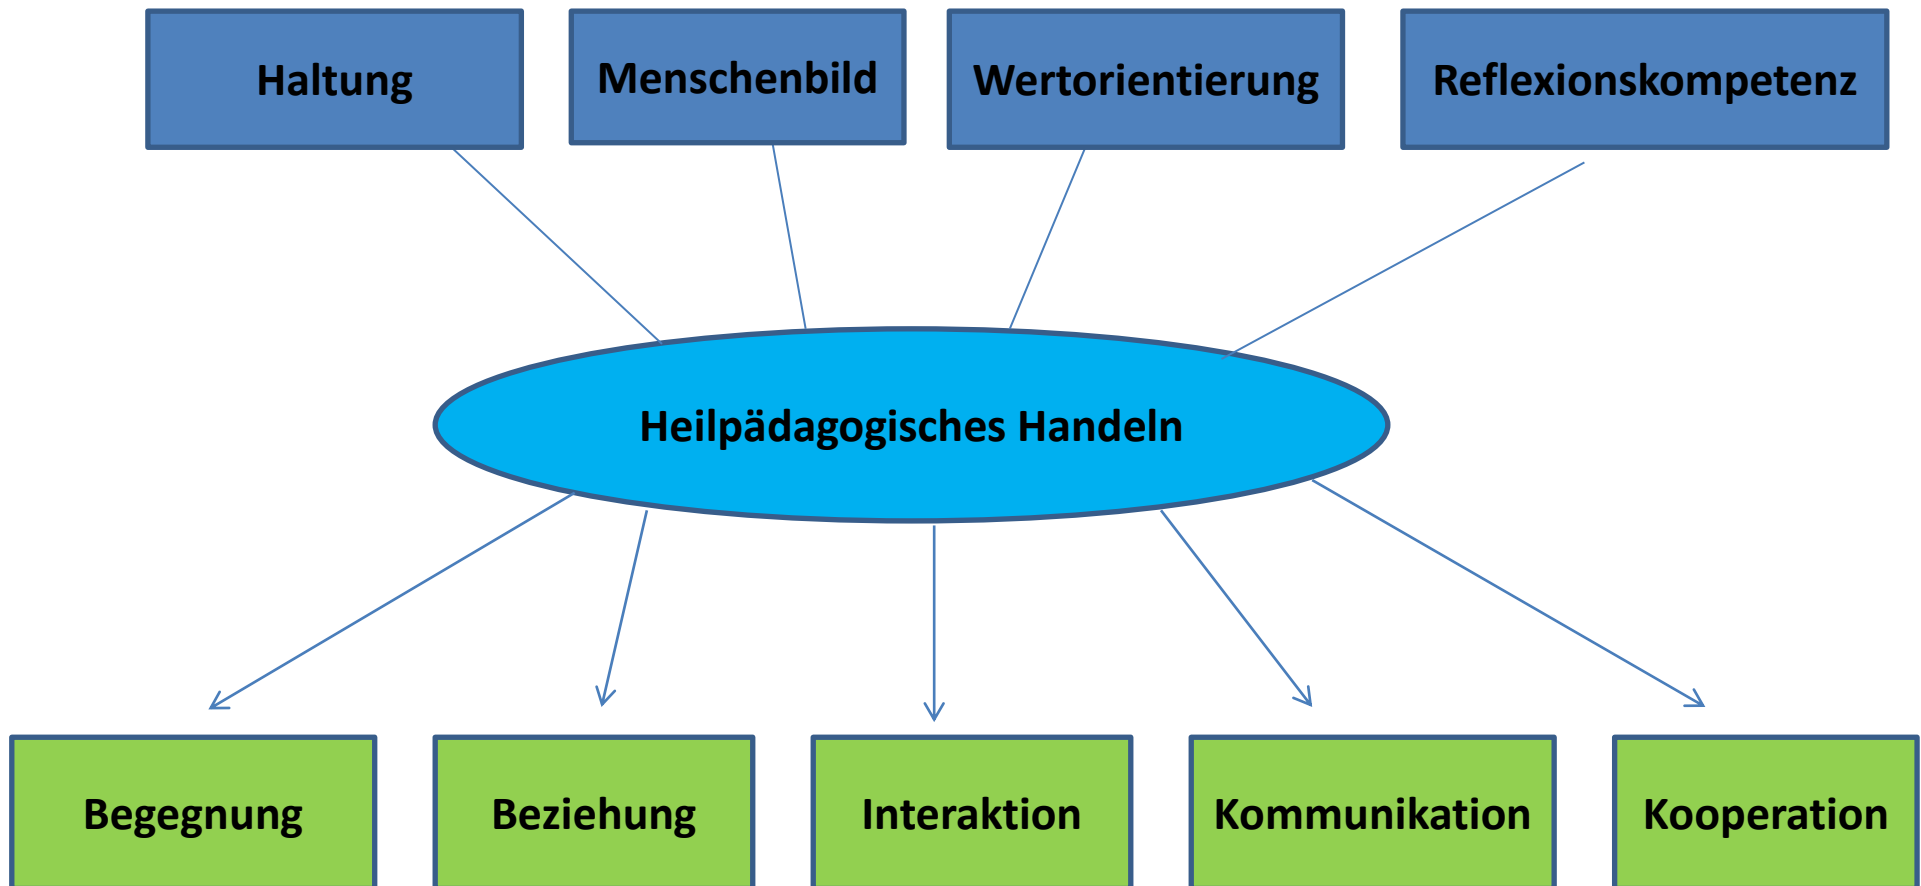 Haltung
Menschenbild
Wertorientierung
Reflexionskompetenz
Heilpädagogisches Handeln
Begegnung
Beziehung
Interaktion
Kommunikation
Kooperation